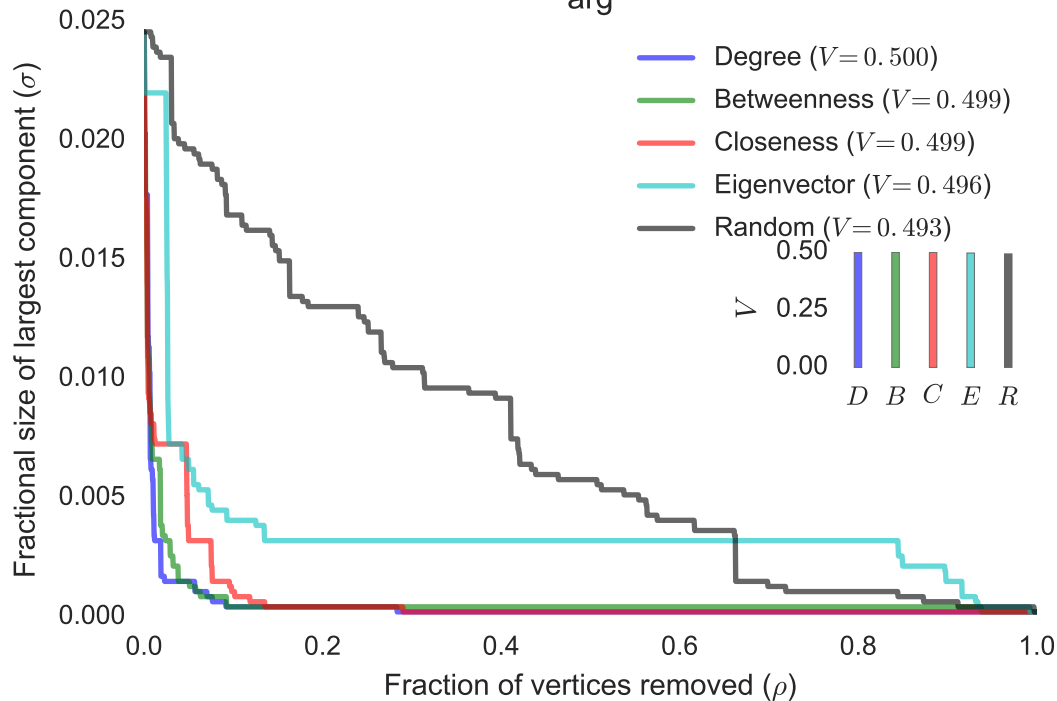 arg
Fractional size of largest component (σ)
0.025
0.020
0.015
0.010
0.005
0.000
0.0 0.2 0.4 0.6 0.8 1.0
Fraction of vertices removed (ρ)
Degree (V=0.500)
Betweenness (V=0.499)
Closeness (V=0.499)
Eigenvector (V=0.496)
Random (V=0.493)
V
0.50
0.25
0.00
D B C E R